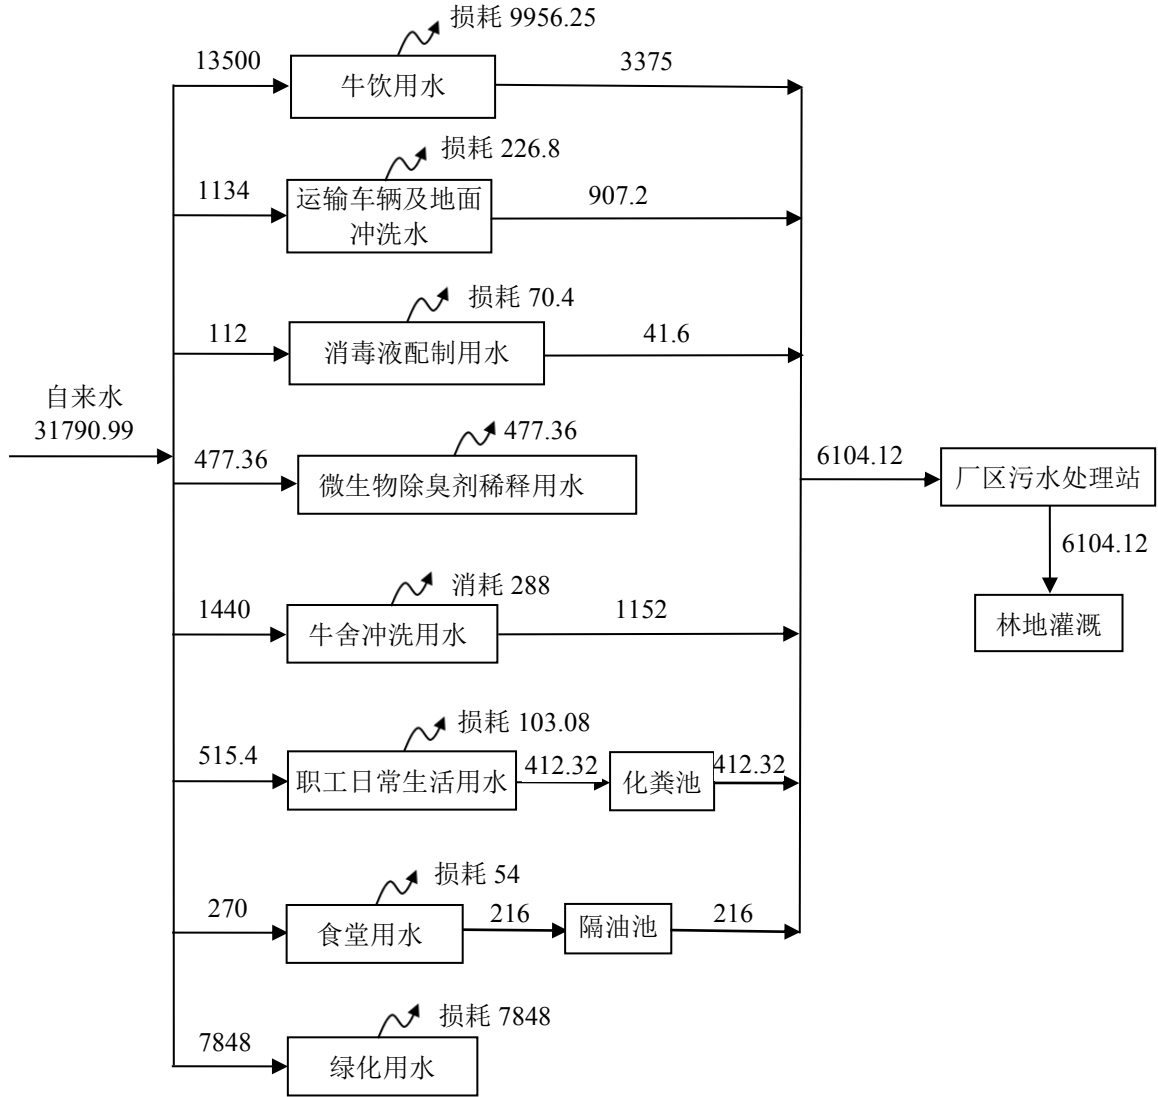 损耗 9956.25
13500
牛饮用水
3375
损耗 226.8
1134
运输车辆及地面
冲洗水
907.2
损耗 70.4
112
消毒液配制用水
41.6
自来水
31790.99
477.36
477.36
微生物除臭剂稀释用水
6104.12
厂区污水处理站
6104.12
林地灌溉
消耗 288
1440
牛舍冲洗用水
1152
损耗 103.08
515.4
职工日常生活用水
412.32
化粪池
412.32
损耗 54
270
食堂用水
216
隔油池
216
损耗 7848
7848
绿化用水